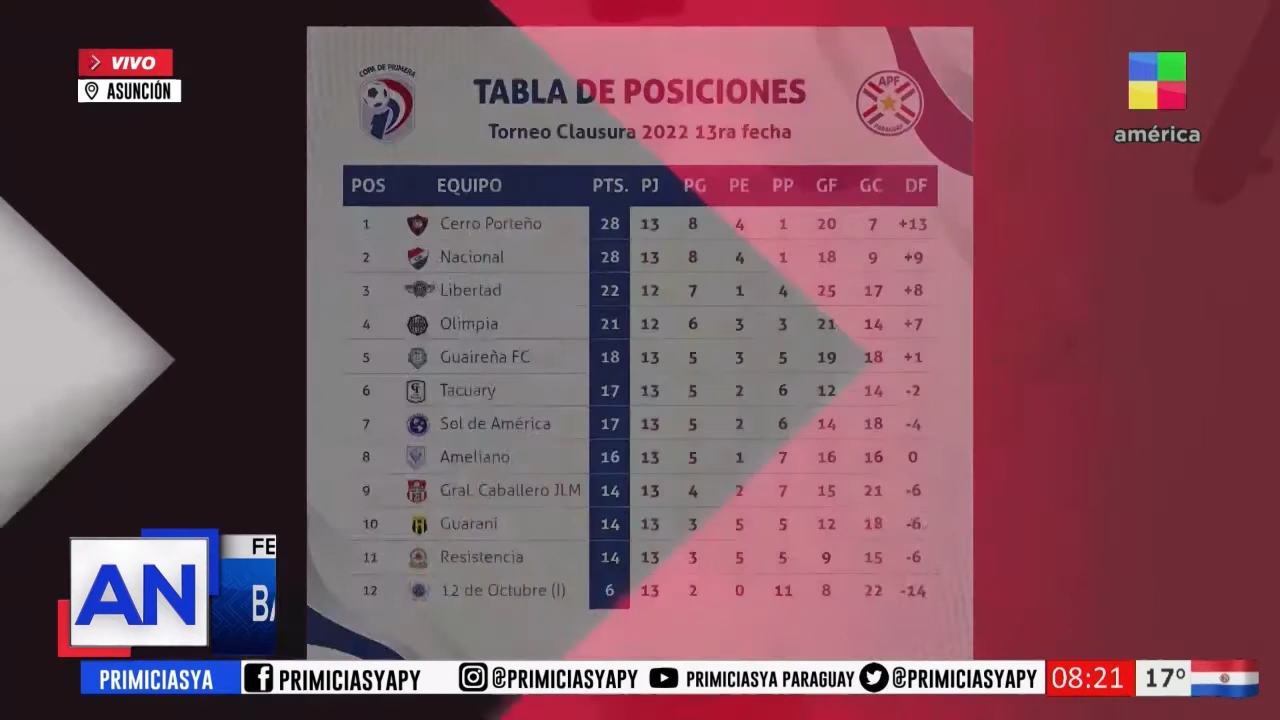 VIVO
ASUNCIÓN
américa
COPA DE PRIMERA
TABLA DE POSICIONES
Torneo Clausura 2022 13ra fecha
APF
PARAGUAY
POS EQUIPO PTS. PJ PG PE PP GF GC DF
1 Cerro Porteño 28 13 8 4 1 20 7 +13
2 Nacional 28 13 8 4 1 18 9 +9
3 Libertad 22 12 7 1 4 25 17 +8
4 Olimpia 21 12 6 3 3 21 14 +7
5 Guaireña FC 18 13 5 3 5 19 18 +1
6 Tacuary 17 13 5 2 6 12 14 -2
7 Sol de América 17 13 5 2 6 14 18 -4
8 Ameliano 16 13 5 1 7 16 16 0
9 Gral. Caballero JLM 14 13 4 2 7 15 21 -6
10 Guaraní 14 13 3 5 5 12 18 -6
11 Resistencia 14 13 3 5 5 9 15 -6
12 12 de Octubre (I) 6 13 2 0 11 8 22 -14
AN
FE
BA
PRIMICIASYA PRIMICIASYAPY @PRIMICIASYAPY PRIMICIASYA PARAGUAY @PRIMICIASYAPY 08:21 17º